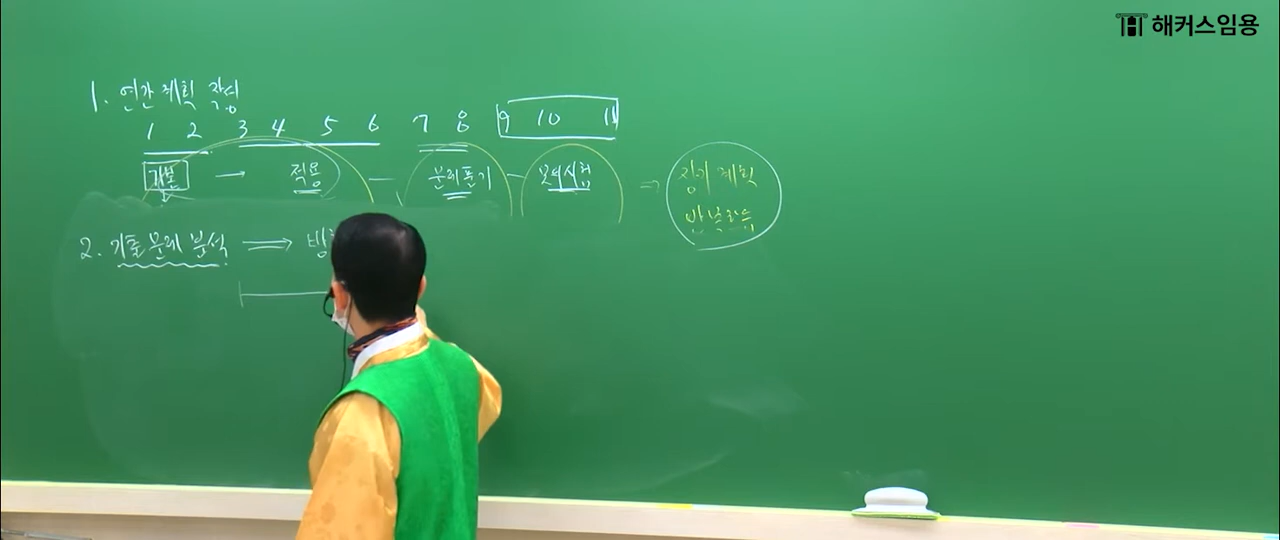 해커스임용
1. 연간계획 작성
1 2 3 4 5 6 7 8 9 10 11
기본 → 적용 — 문제풀기 — 모의시험 ⇒ 장기계획
반복학습
2. 기출문제 분석 ⟹